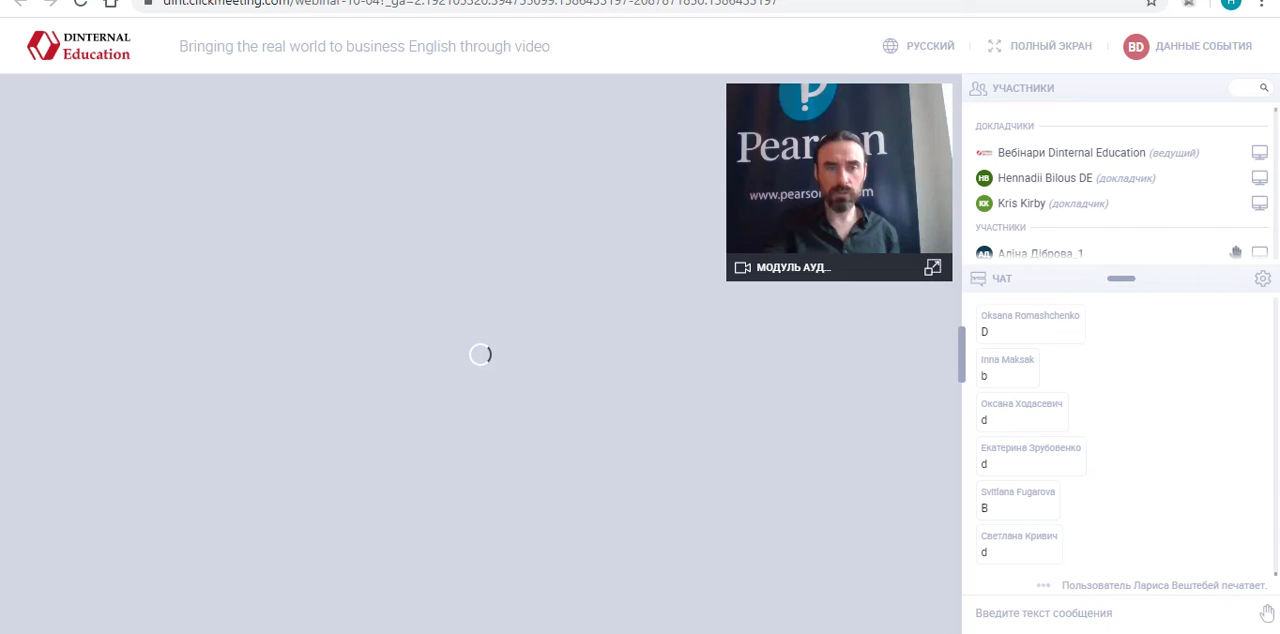 DINTERNAL
Education
Bringing the real world to business English through video
РУССКИЙ
ПОЛНЫЙ ЭКРАН
BD
ДАННЫЕ СОБЫТИЯ
Pearson
www.pearson
МОДУЛЬ АУД...
УЧАСТНИКИ
ДОКЛАДЧИКИ
Вебінари Dinternal Education (ведущий)
HB
Hennadii Bilous DE (докладчик)
KK
Kris Kirby (докладчик)
УЧАСТНИКИ
АД
Аліна Діброва_1
ЧАТ
Oksana Romashchenko
D
Inna Maksak
b
Оксана Ходасевич
d
Екатерина Зрубовенко
d
Svitlana Fugarova
B
Светлана Кривич
d
Пользователь Лариса Вештебей печатает.
Введите текст сообщения